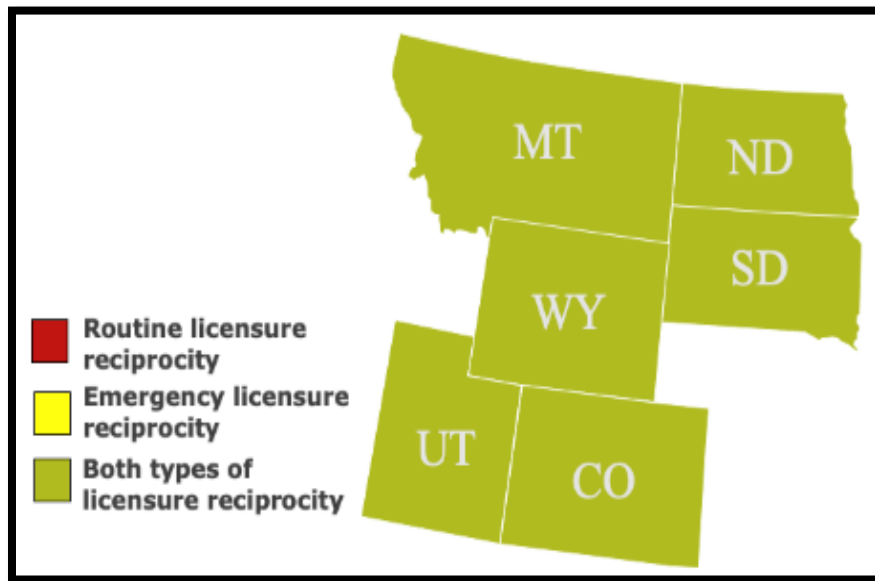 MT
ND
SD
WY
UT
CO
Routine licensure
reciprocity
Emergency licensure
reciprocity
Both types of
licensure reciprocity